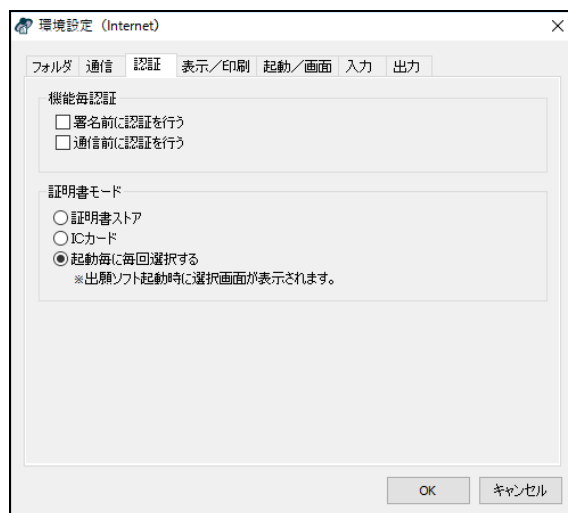 環境設定（Internet）
フォルダ 通信 認証 表示／印刷 起動／画面 入力 出力
機能毎認証
署名前に認証を行う
通信前に認証を行う
証明書モード
証明書ストア
ICカード
起動毎に毎回選択する
※出願ソフト起動時に選択画面が表示されます。
OK キャンセル